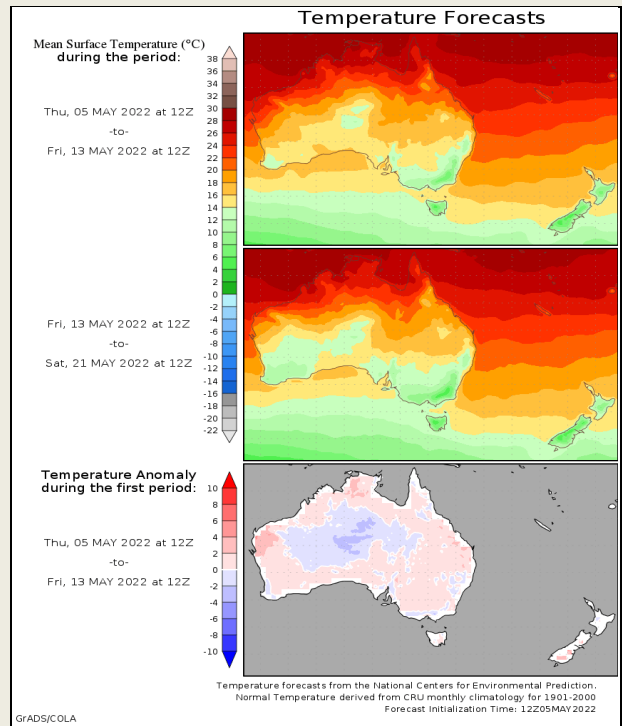 Temperature Forecasts
Mean Surface Temperature (°C)
during the period:
Thu, 05 MAY 2022 at 12Z
-to-
Fri, 13 MAY 2022 at 12Z
38
36
34
32
30
28
26
24
22
20
18
16
14
12
10
8
6
4
2
0
-2
-4
-6
-8
-10
-12
-14
-16
-18
-20
-22
Fri, 13 MAY 2022 at 12Z
-to-
Sat, 21 MAY 2022 at 12Z
Temperature Anomaly
during the first period:
Thu, 05 MAY 2022 at 12Z
-to-
Fri, 13 MAY 2022 at 12Z
10
8
6
4
2
0
-2
-4
-6
-8
-10
Temperature forecasts from the National Centers for Environmental Prediction.
Normal Temperature derived from CRU monthly climatology for 1901-2000
Forecast Initialization Time: 12Z05MAY2022
GrADS/COLA